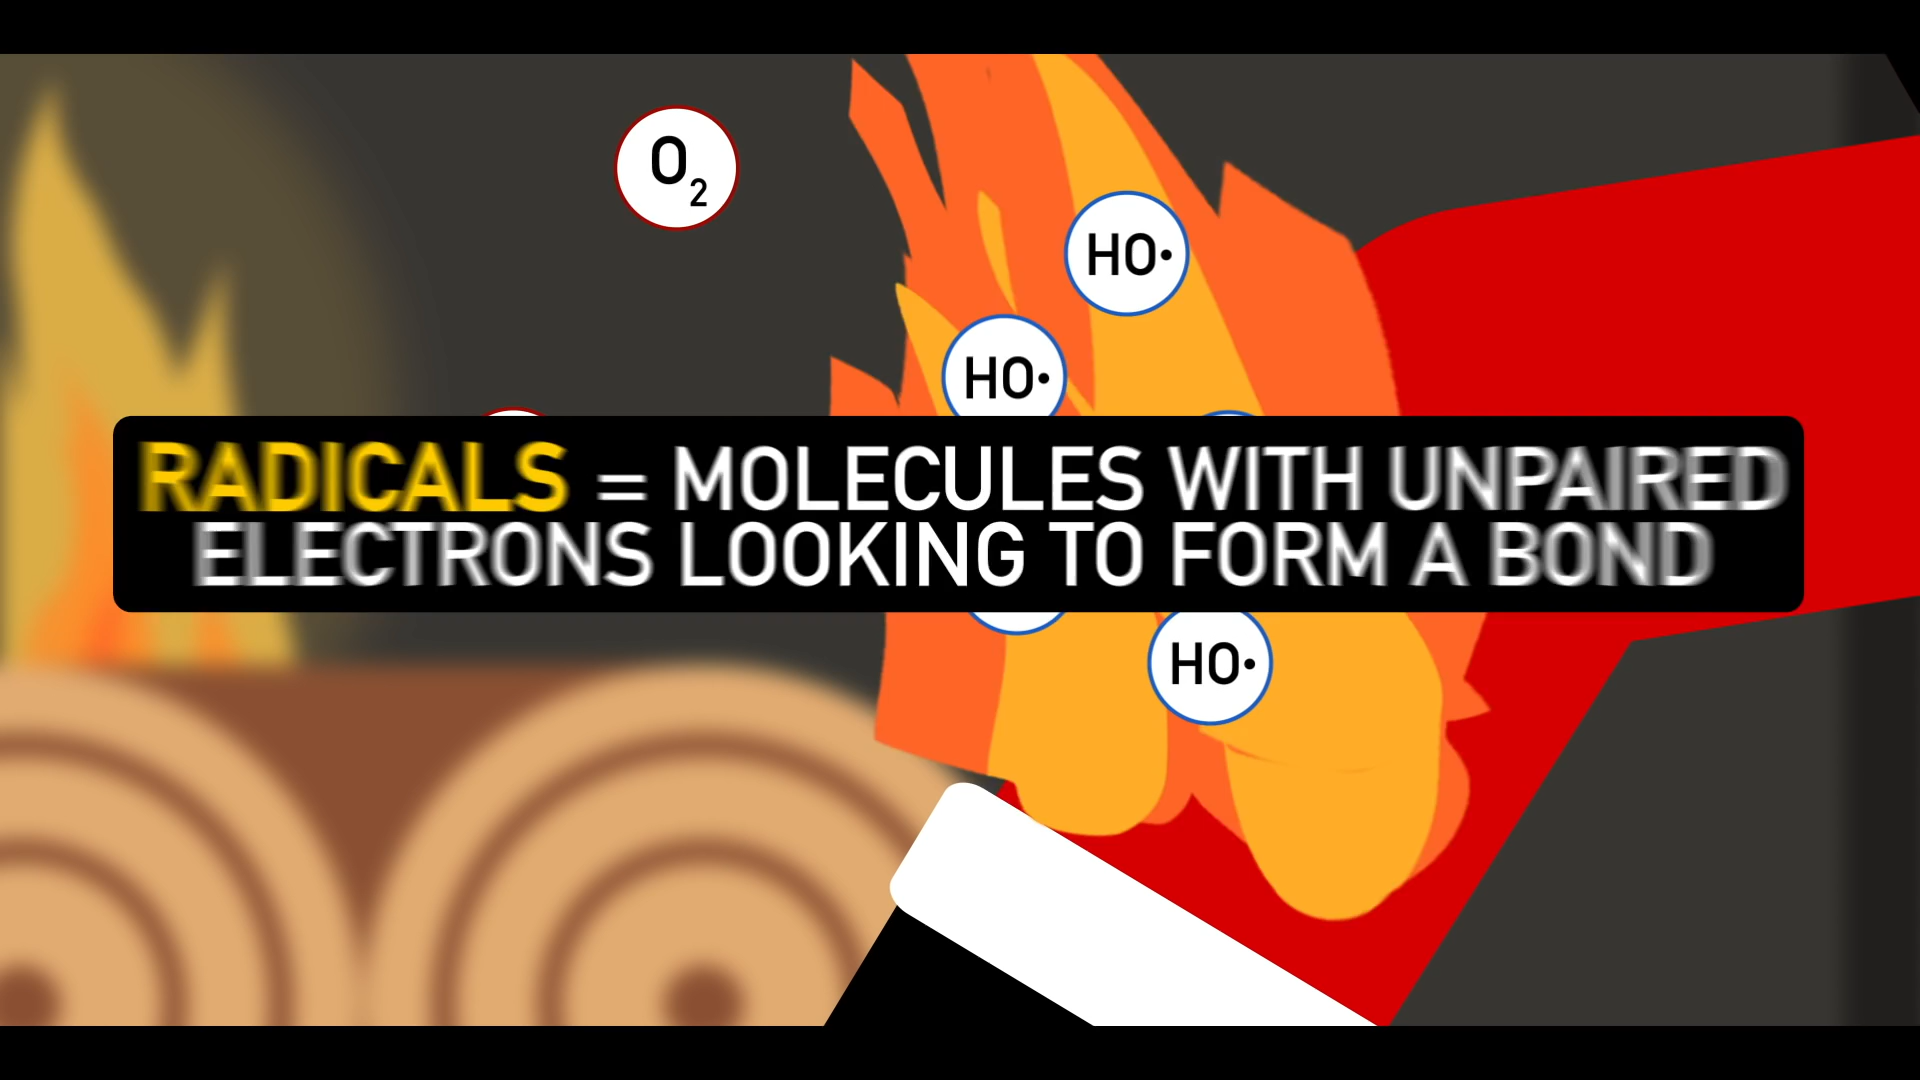 O₂
HO•
HO•
RADICALS = MOLECULES WITH UNPAIRED
ELECTRONS LOOKING TO FORM A BOND
HO•